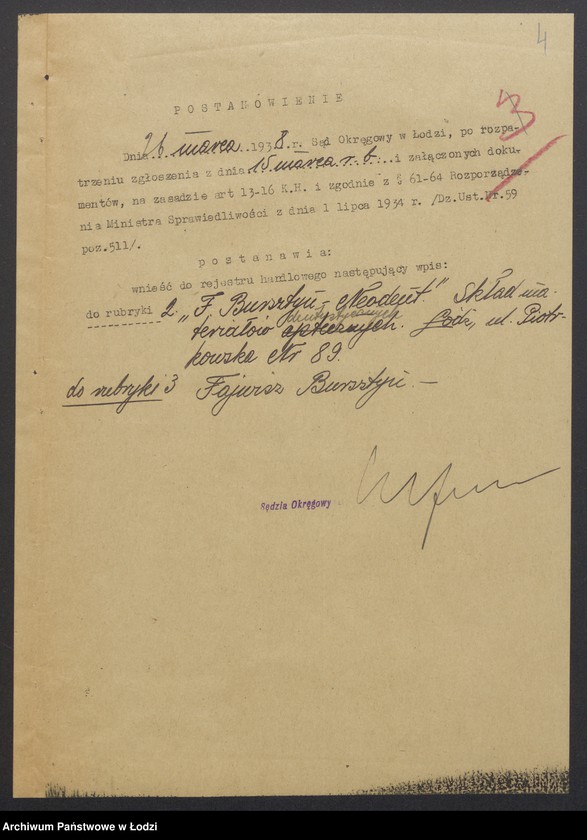 4
3
POSTANOWIENIE
Dnia 26 marca 1938 r. Sąd Okręgowy w Łodzi, po rozpa-
trzeniu zgłoszenia z dnia 15 marca r. b. i załączonych doku-
mentów, na zasadzie art 13-16 K.H. i zgodnie z § 61-64 Rozporządze-
nia Ministra Sprawiedliwości z dnia 1 lipca 1934 r. /Dz.Ust.Nr.59
poz.511/.
postanawia:
wnieść do rejestru handlowego następujący wpis:
do rubryki 2. „F. Bursztyn - Neodent." Skład ma-
dentystycznych
teriałów aptecznych. Łódź, ul. Piotr-
kowska Nr 89.
do rubryki 3 Fajwisz Bursztyn. —
Sędzia Okręgowy
Archiwum Państwowe w Łodzi